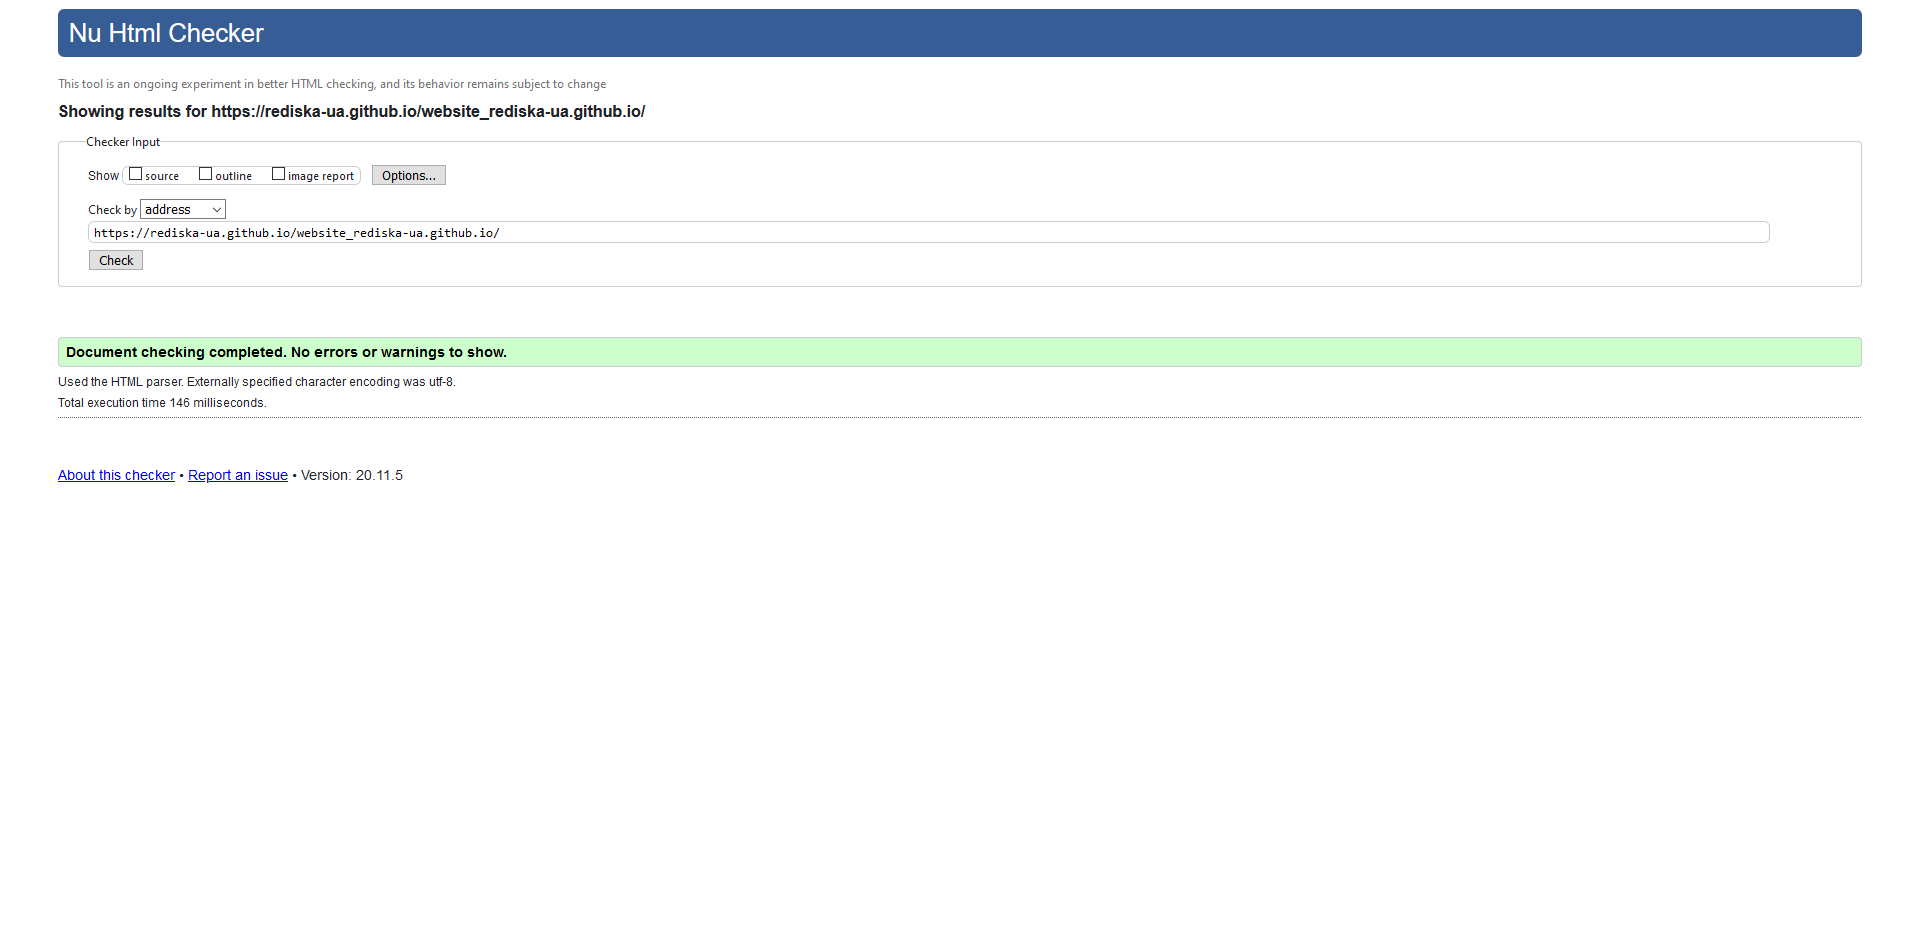 Nu Html Checker
This tool is an ongoing experiment in better HTML checking, and its behavior remains subject to change
Showing results for https://rediska-ua.github.io/website_rediska-ua.github.io/
Checker Input
Show source outline image report Options...
Check by address
https://rediska-ua.github.io/website_rediska-ua.github.io/
Check
Document checking completed. No errors or warnings to show.
Used the HTML parser. Externally specified character encoding was utf-8.
Total execution time 146 milliseconds.
About this checker • Report an issue • Version: 20.11.5